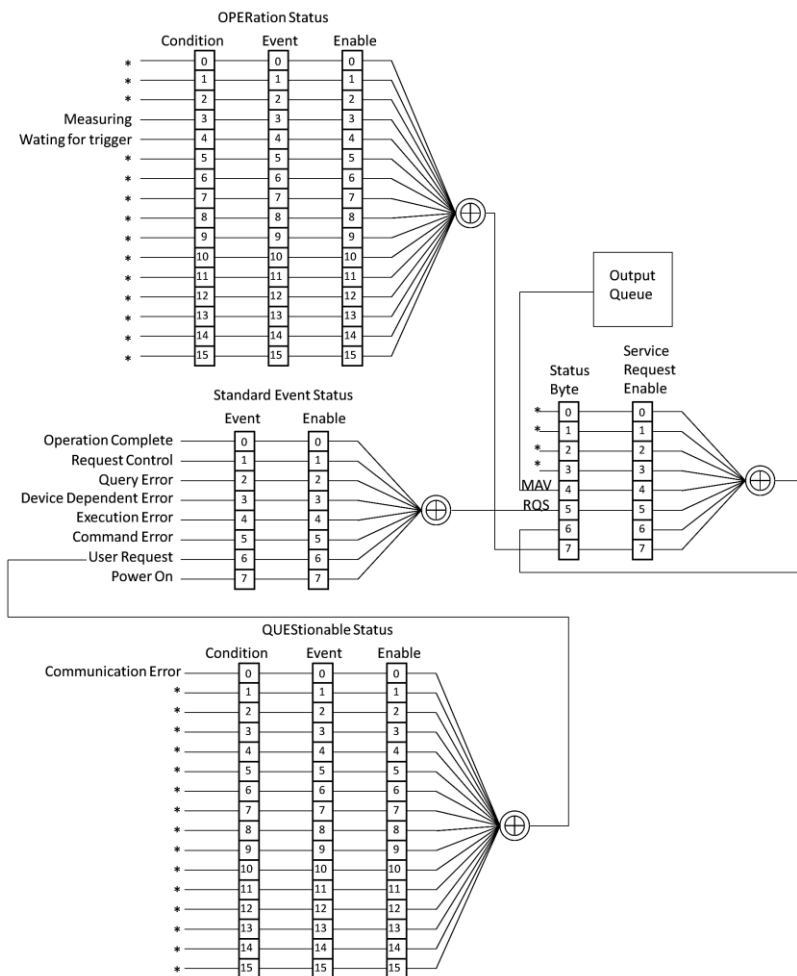 OPERation Status
Condition Event Enable
* 0 0 0
* 1 1 1
* 2 2 2
Measuring 3 3 3
Wating for trigger 4 4 4
* 5 5 5
* 6 6 6
* 7 7 7
* 8 8 8
* 9 9 9
* 10 10 10
* 11 11 11
* 12 12 12
* 13 13 13
* 14 14 14
* 15 15 15
Output
Queue
Status
Byte
Service
Request
Enable
* 0 0
* 1 1
* 2 2
* 3 3
MAV 4 4
RQS 5 5
6 6
7 7
Standard Event Status
Event Enable
Operation Complete 0 0
Request Control 1 1
Query Error 2 2
Device Dependent Error 3 3
Execution Error 4 4
Command Error 5 5
User Request 6 6
Power On 7 7
QUEStionable Status
Condition Event Enable
Communication Error 0 0 0
* 1 1 1
* 2 2 2
* 3 3 3
* 4 4 4
* 5 5 5
* 6 6 6
* 7 7 7
* 8 8 8
* 9 9 9
* 10 10 10
* 11 11 11
* 12 12 12
* 13 13 13
* 14 14 14
* 15 15 15